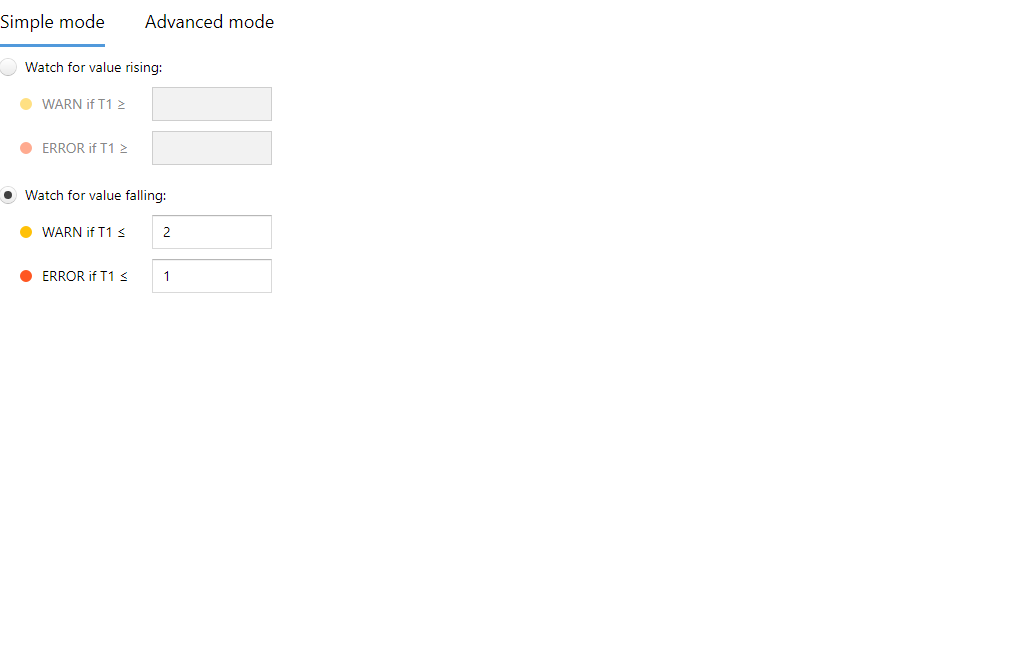 Simple mode Advanced mode
Watch for value rising:
WARN if T1 ≥
ERROR if T1 ≥
Watch for value falling:
WARN if T1 ≤ 2
ERROR if T1 ≤ 1